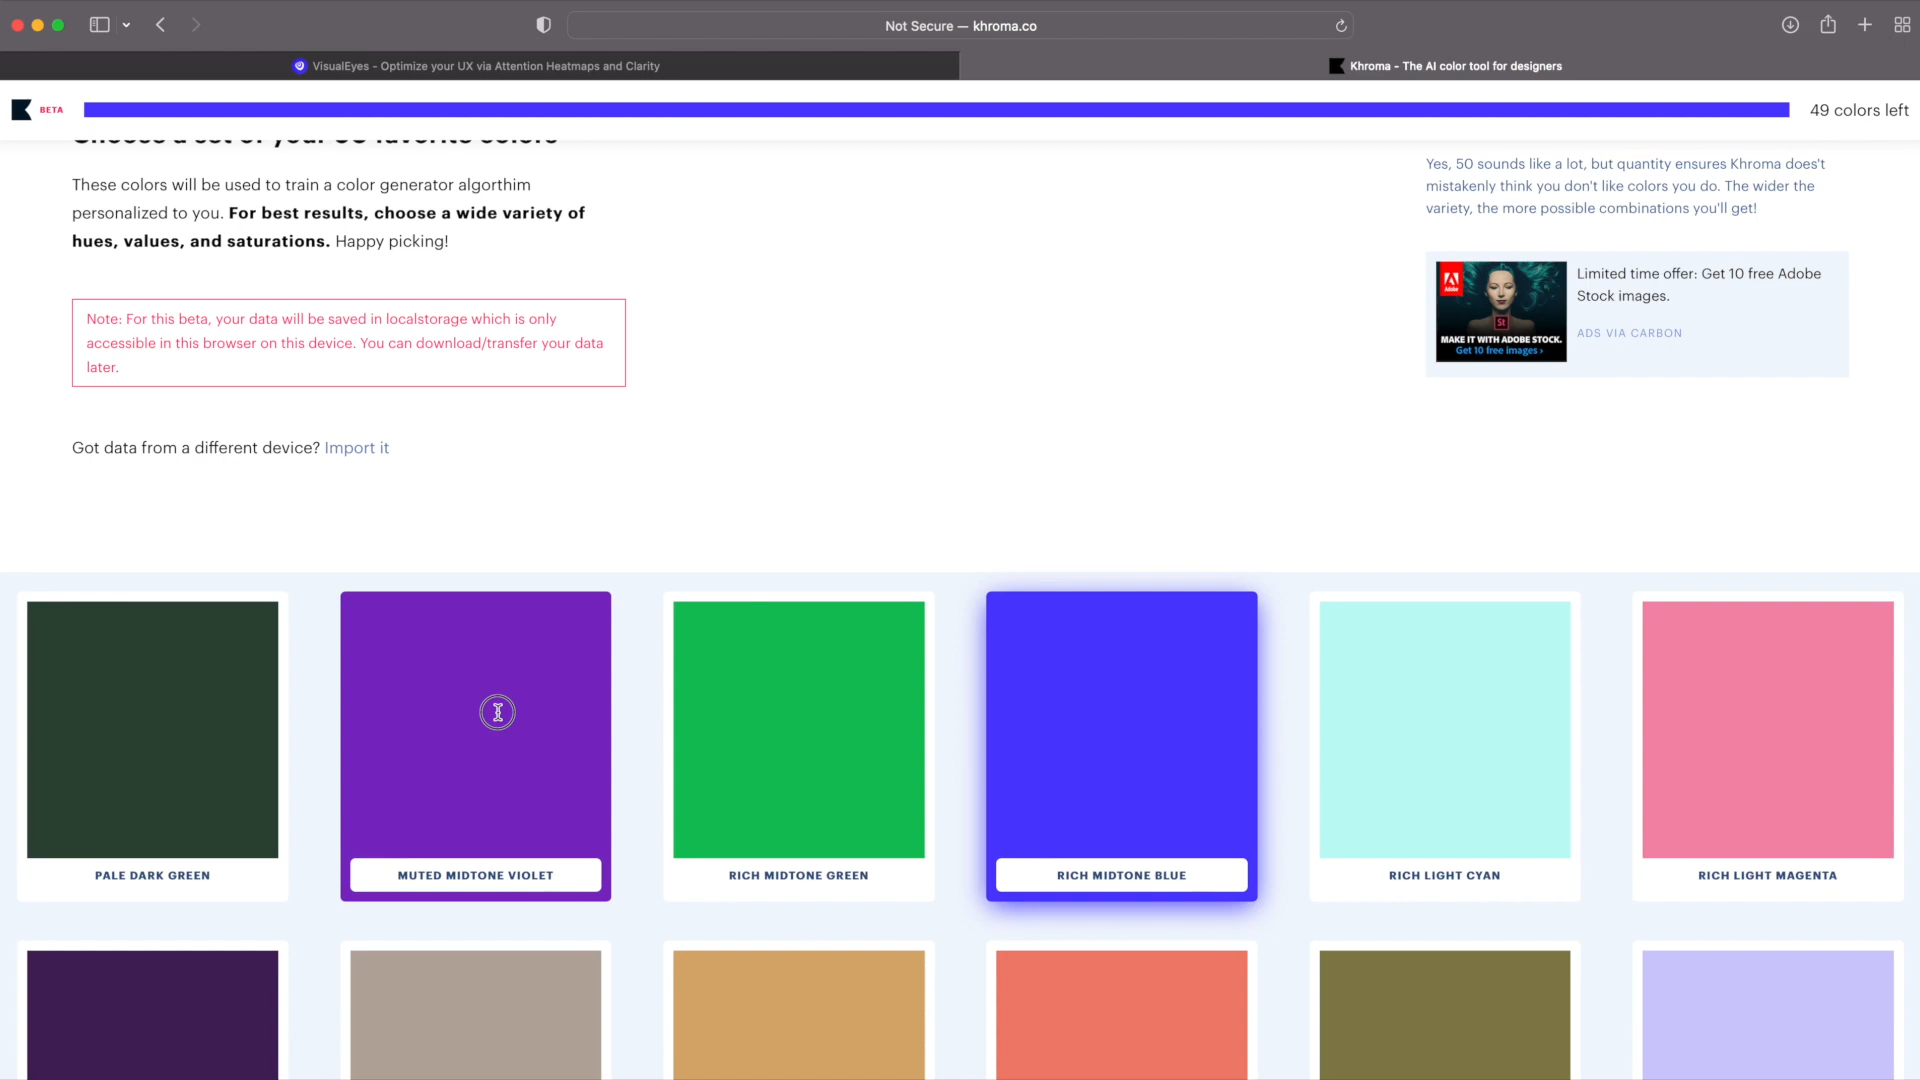 Not Secure — khroma.co
VisualEyes - Optimize your UX via Attention Heatmaps and Clarity
Khroma - The AI color tool for designers
BETA
49 colors left
These colors will be used to train a color generator algorthim
personalized to you. For best results, choose a wide variety of
hues, values, and saturations. Happy picking!
Note: For this beta, your data will be saved in localstorage which is only
accessible in this browser on this device. You can download/transfer your data
later.
Got data from a different device? Import it
Yes, 50 sounds like a lot, but quantity ensures Khroma does't
mistakenly think you don't like colors you do. The wider the
variety, the more possible combinations you'll get!
Adobe
St
MAKE IT WITH ADOBE STOCK.
Get 10 free images ›
Limited time offer: Get 10 free Adobe
Stock images.
ADS VIA CARBON
PALE DARK GREEN
MUTED MIDTONE VIOLET
RICH MIDTONE GREEN
RICH MIDTONE BLUE
RICH LIGHT CYAN
RICH LIGHT MAGENTA